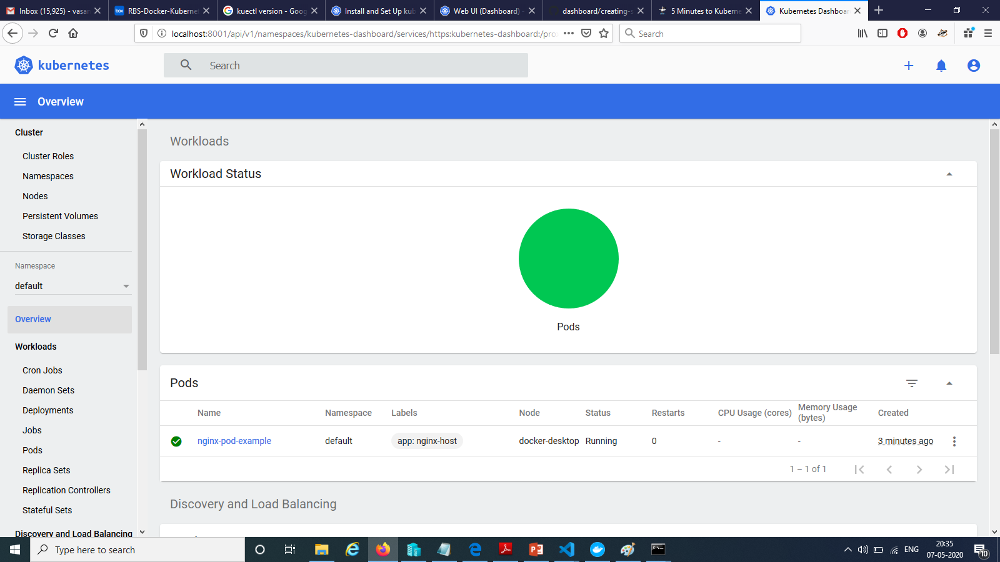 Inbox (15,925) - vasan
RBS-Docker-Kubernet
kuectl version - Goog
Install and Set Up kub
Web UI (Dashboard) -
dashboard/creating-s
5 Minutes to Kuberne
Kubernetes Dashboar
localhost:8001/api/v1/namespaces/kubernetes-dashboard/services/https:kubernetes-dashboard:/pro
Search
kubernetes
Search
Overview
Cluster
Cluster Roles
Namespaces
Nodes
Persistent Volumes
Storage Classes
Namespace
default
Overview
Workloads
Cron Jobs
Daemon Sets
Deployments
Jobs
Pods
Replica Sets
Replication Controllers
Stateful Sets
Discovery and Load Balancing
Workloads
Workload Status
Pods
Pods
Name Namespace Labels Node Status Restarts CPU Usage (cores) Memory Usage (bytes) Created
nginx-pod-example default app: nginx-host docker-desktop Running 0 - - 3 minutes ago
1 – 1 of 1
Discovery and Load Balancing
Type here to search
ENG
20:35
07-05-2020
10